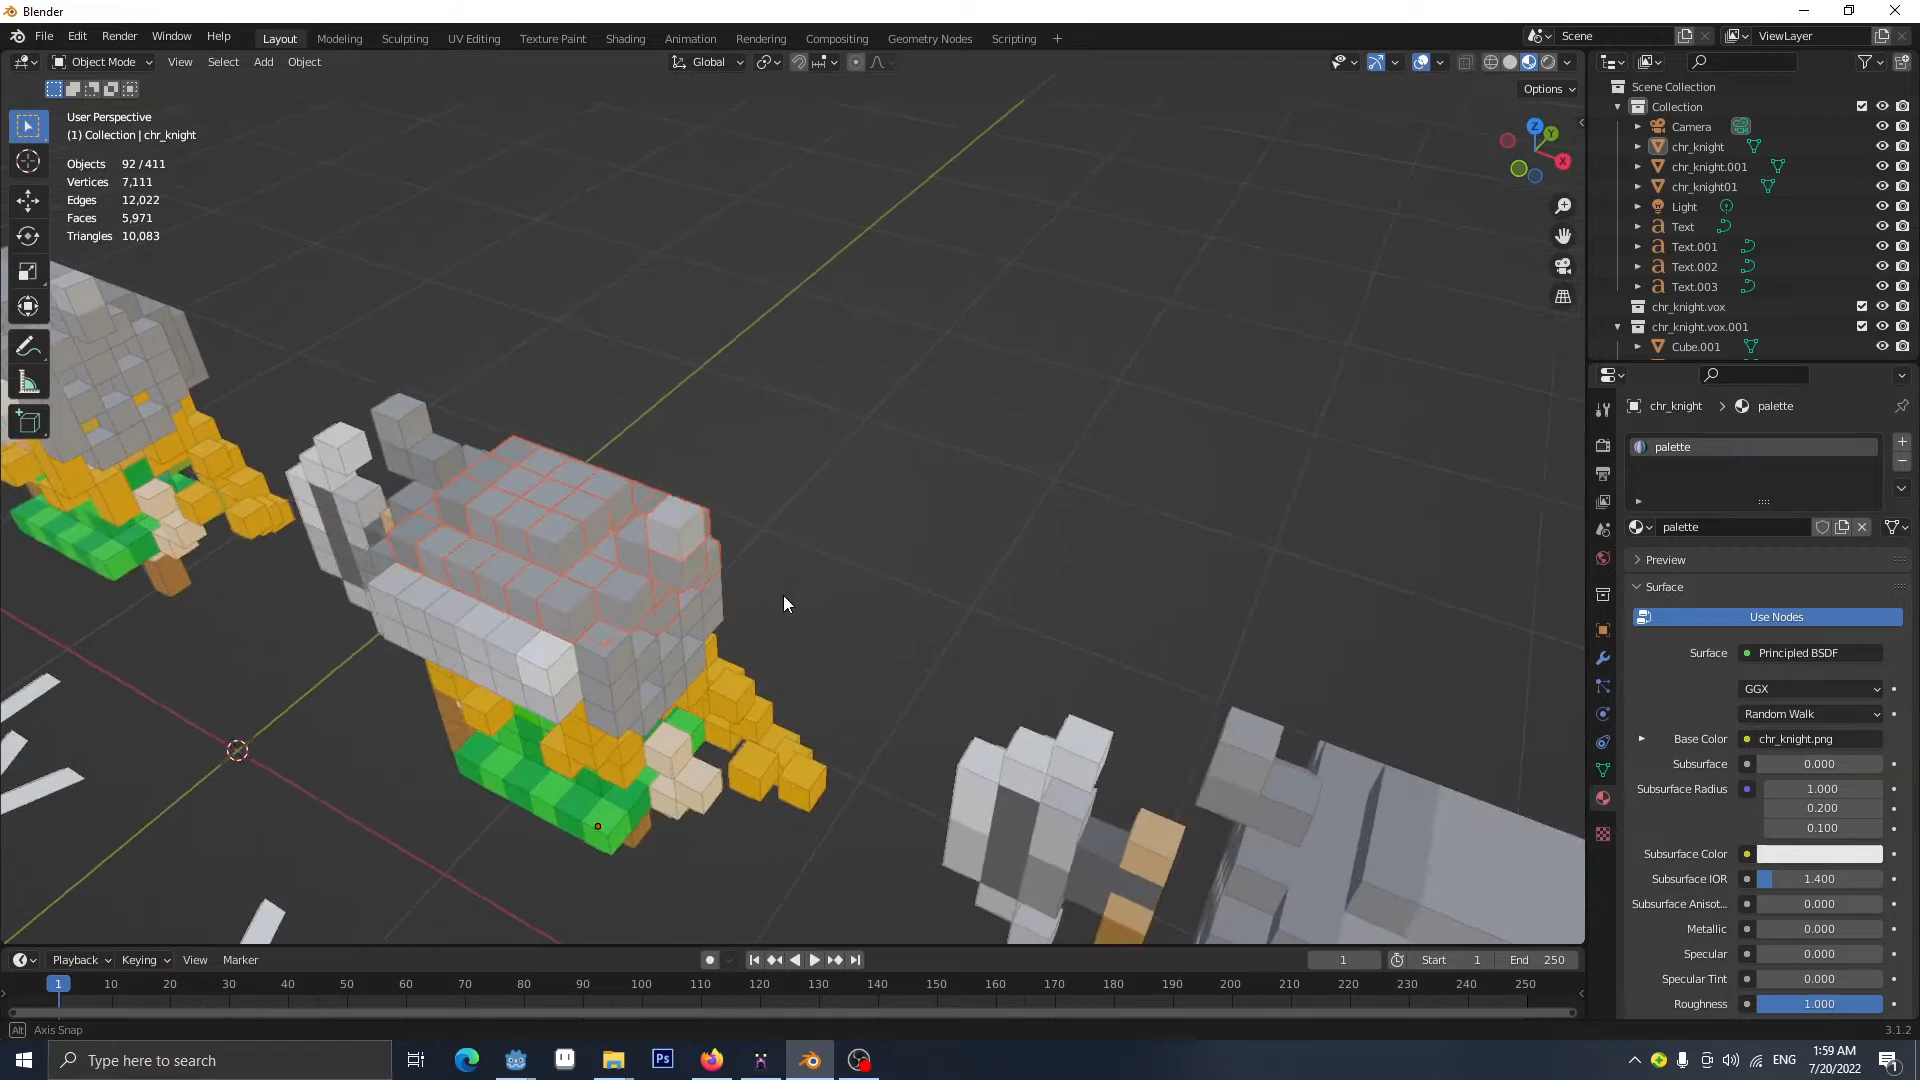 Blender
File Edit Render Window Help
Layout Modeling Sculpting UV Editing Texture Paint Shading Animation Rendering Compositing Geometry Nodes Scripting +
Scene
ViewLayer
Object Mode View Select Add Object
Global
Options
User Perspective
(1) Collection | chr_knight
Objects 92 / 411
Vertices 7,111
Edges 12,022
Faces 5,971
Triangles 10,083
Z
Y
X
Scene Collection
Collection
Camera
chr_knight
chr_knight.001
chr_knight01
Light
Text
Text.001
Text.002
Text.003
chr_knight.vox
chr_knight.vox.001
Cube.001
chr_knight > palette
palette
palette
Preview
Surface
Use Nodes
Surface Principled BSDF
GGX
Random Walk
Base Color chr_knight.png
Subsurface 0.000
Subsurface Radius 1.000
0.200
0.100
Subsurface Color
Subsurface IOR 1.400
Subsurface Anisot... 0.000
Metallic 0.000
Specular 0.000
Specular Tint 0.000
Roughness 1.000
Playback Keying View Marker
1 Start 1 End 250
1 10 20 30 40 50 60 70 80 90 100 110 120 130 140 150 160 170 180 190 200 210 220 230 240 250
Alt Axis Snap
3.1.2
Type here to search
Ps
ENG
1:59 AM
7/20/2022
1